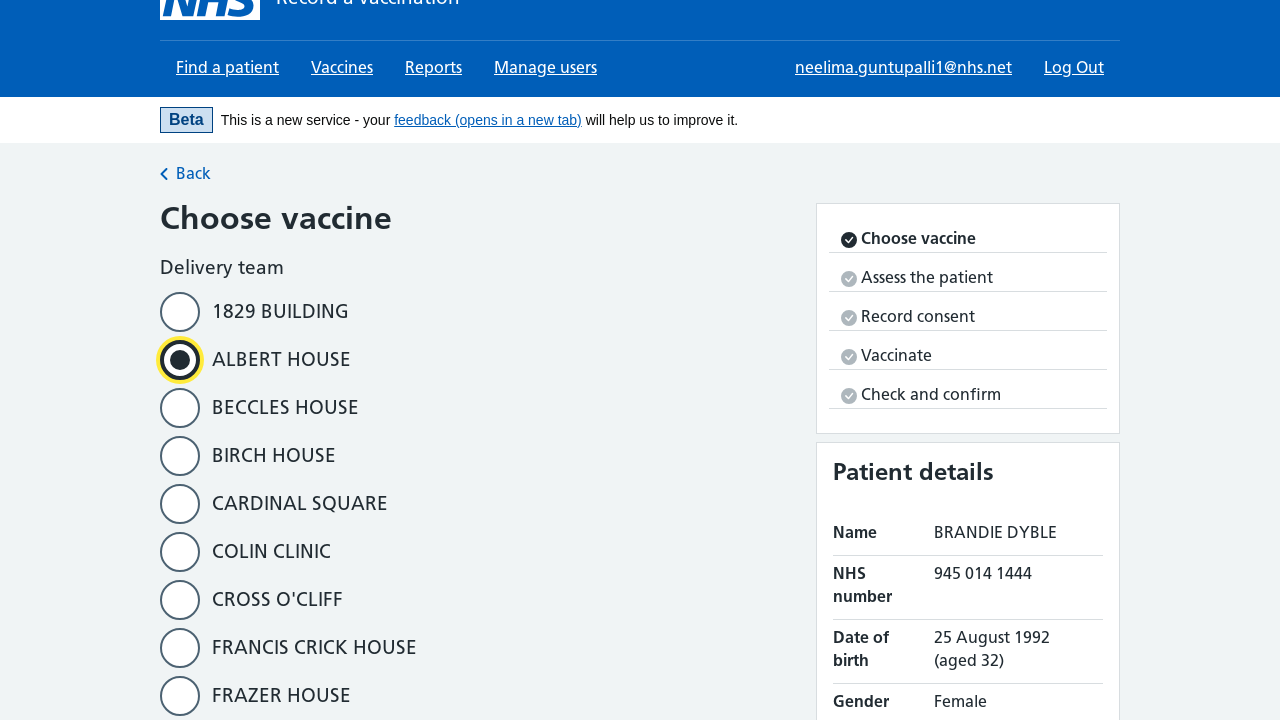 NHS Record a vaccination
Find a patient Vaccines Reports Manage users neelima.guntupalli1@nhs.net Log Out
Beta This is a new service - your feedback (opens in a new tab) will help us to improve it.
Back
Choose vaccine
Delivery team
1829 BUILDING
ALBERT HOUSE
BECCLES HOUSE
BIRCH HOUSE
CARDINAL SQUARE
COLIN CLINIC
CROSS O'CLIFF
FRANCIS CRICK HOUSE
FRAZER HOUSE
Choose vaccine
Assess the patient
Record consent
Vaccinate
Check and confirm
Patient details
Name BRANDIE DYBLE
NHS number 945 014 1444
Date of birth 25 August 1992 (aged 32)
Gender Female